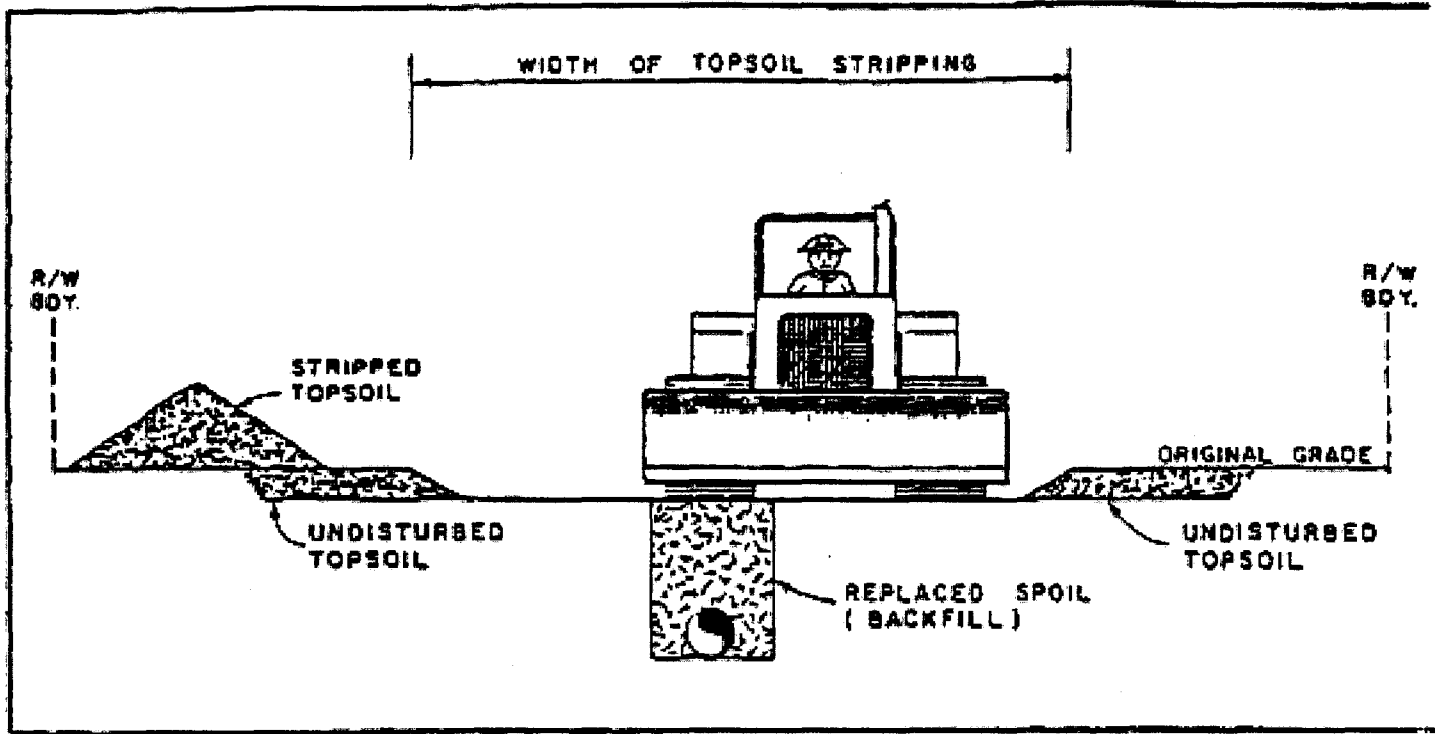 WIDTH OF TOPSOIL STRIPPING
R/W
BDY.
R/W
BDY.
STRIPPED
TOPSOIL
ORIGINAL GRADE
UNDISTURBED
TOPSOIL
UNDISTURBED
TOPSOIL
REPLACED SPOIL
( BACKFILL )